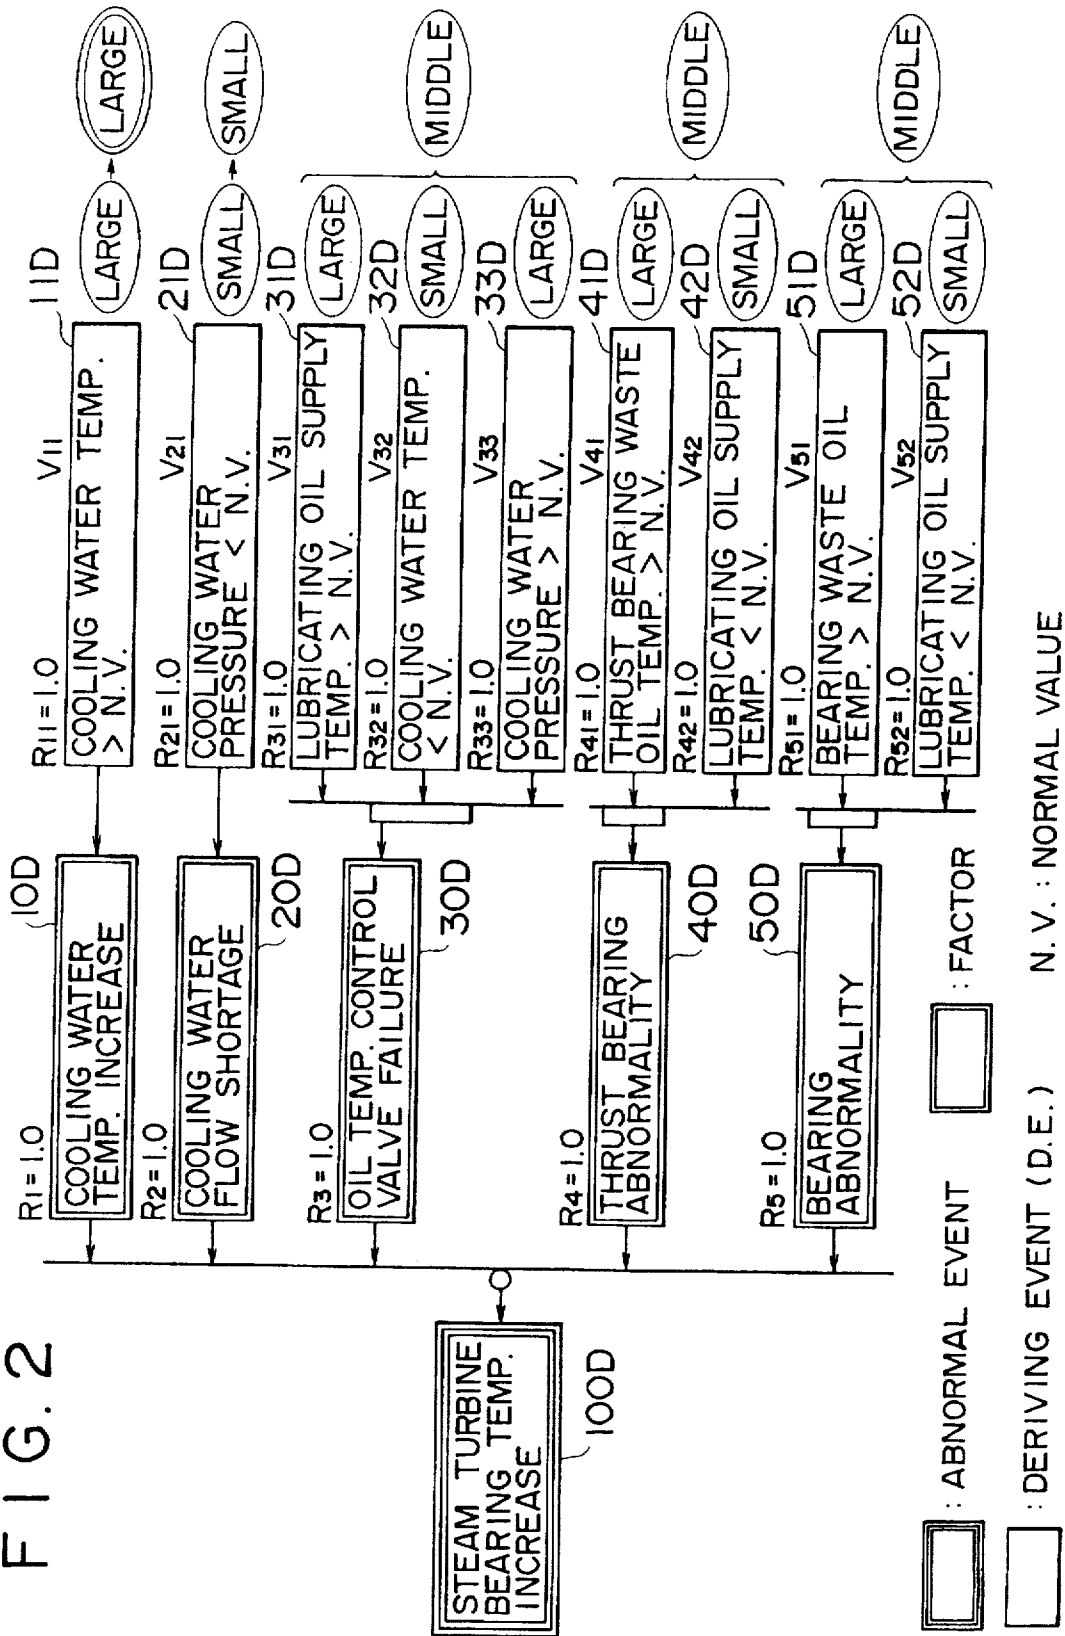 FIG. 2
STEAM TURBINE
BEARING TEMP.
INCREASE
100D
R1 = 1.0
10D
COOLING WATER
TEMP. INCREASE
R11 = 1.0
V11
11D
COOLING WATER TEMP.
> N.V.
LARGE
LARGE
R2 = 1.0
COOLING WATER
FLOW SHORTAGE
20D
R21 = 1.0
V21
21D
COOLING WATER
PRESSURE < N.V.
SMALL
SMALL
R3 = 1.0
OIL TEMP. CONTROL
VALVE FAILURE
30D
R31 = 1.0
V31
31D
LUBRICATING OIL SUPPLY
TEMP. > N.V.
LARGE
R32 = 1.0
V32
32D
COOLING WATER TEMP.
< N.V.
SMALL
MIDDLE
R33 = 1.0
V33
33D
COOLING WATER
PRESSURE > N.V.
LARGE
R4 = 1.0
THRUST BEARING
ABNORMALITY
40D
R41 = 1.0
V41
41D
THRUST BEARING WASTE
OIL TEMP. > N.V.
LARGE
MIDDLE
R42 = 1.0
V42
42D
LUBRICATING OIL SUPPLY
TEMP. < N.V.
SMALL
R5 = 1.0
50D
BEARING
ABNORMALITY
R51 = 1.0
V51
51D
BEARING WASTE OIL
TEMP. > N.V.
LARGE
MIDDLE
R52 = 1.0
V52
52D
LUBRICATING OIL SUPPLY
TEMP. < N.V.
SMALL
: ABNORMAL EVENT
: FACTOR
: DERIVING EVENT (D.E.)
N.V. : NORMAL VALUE